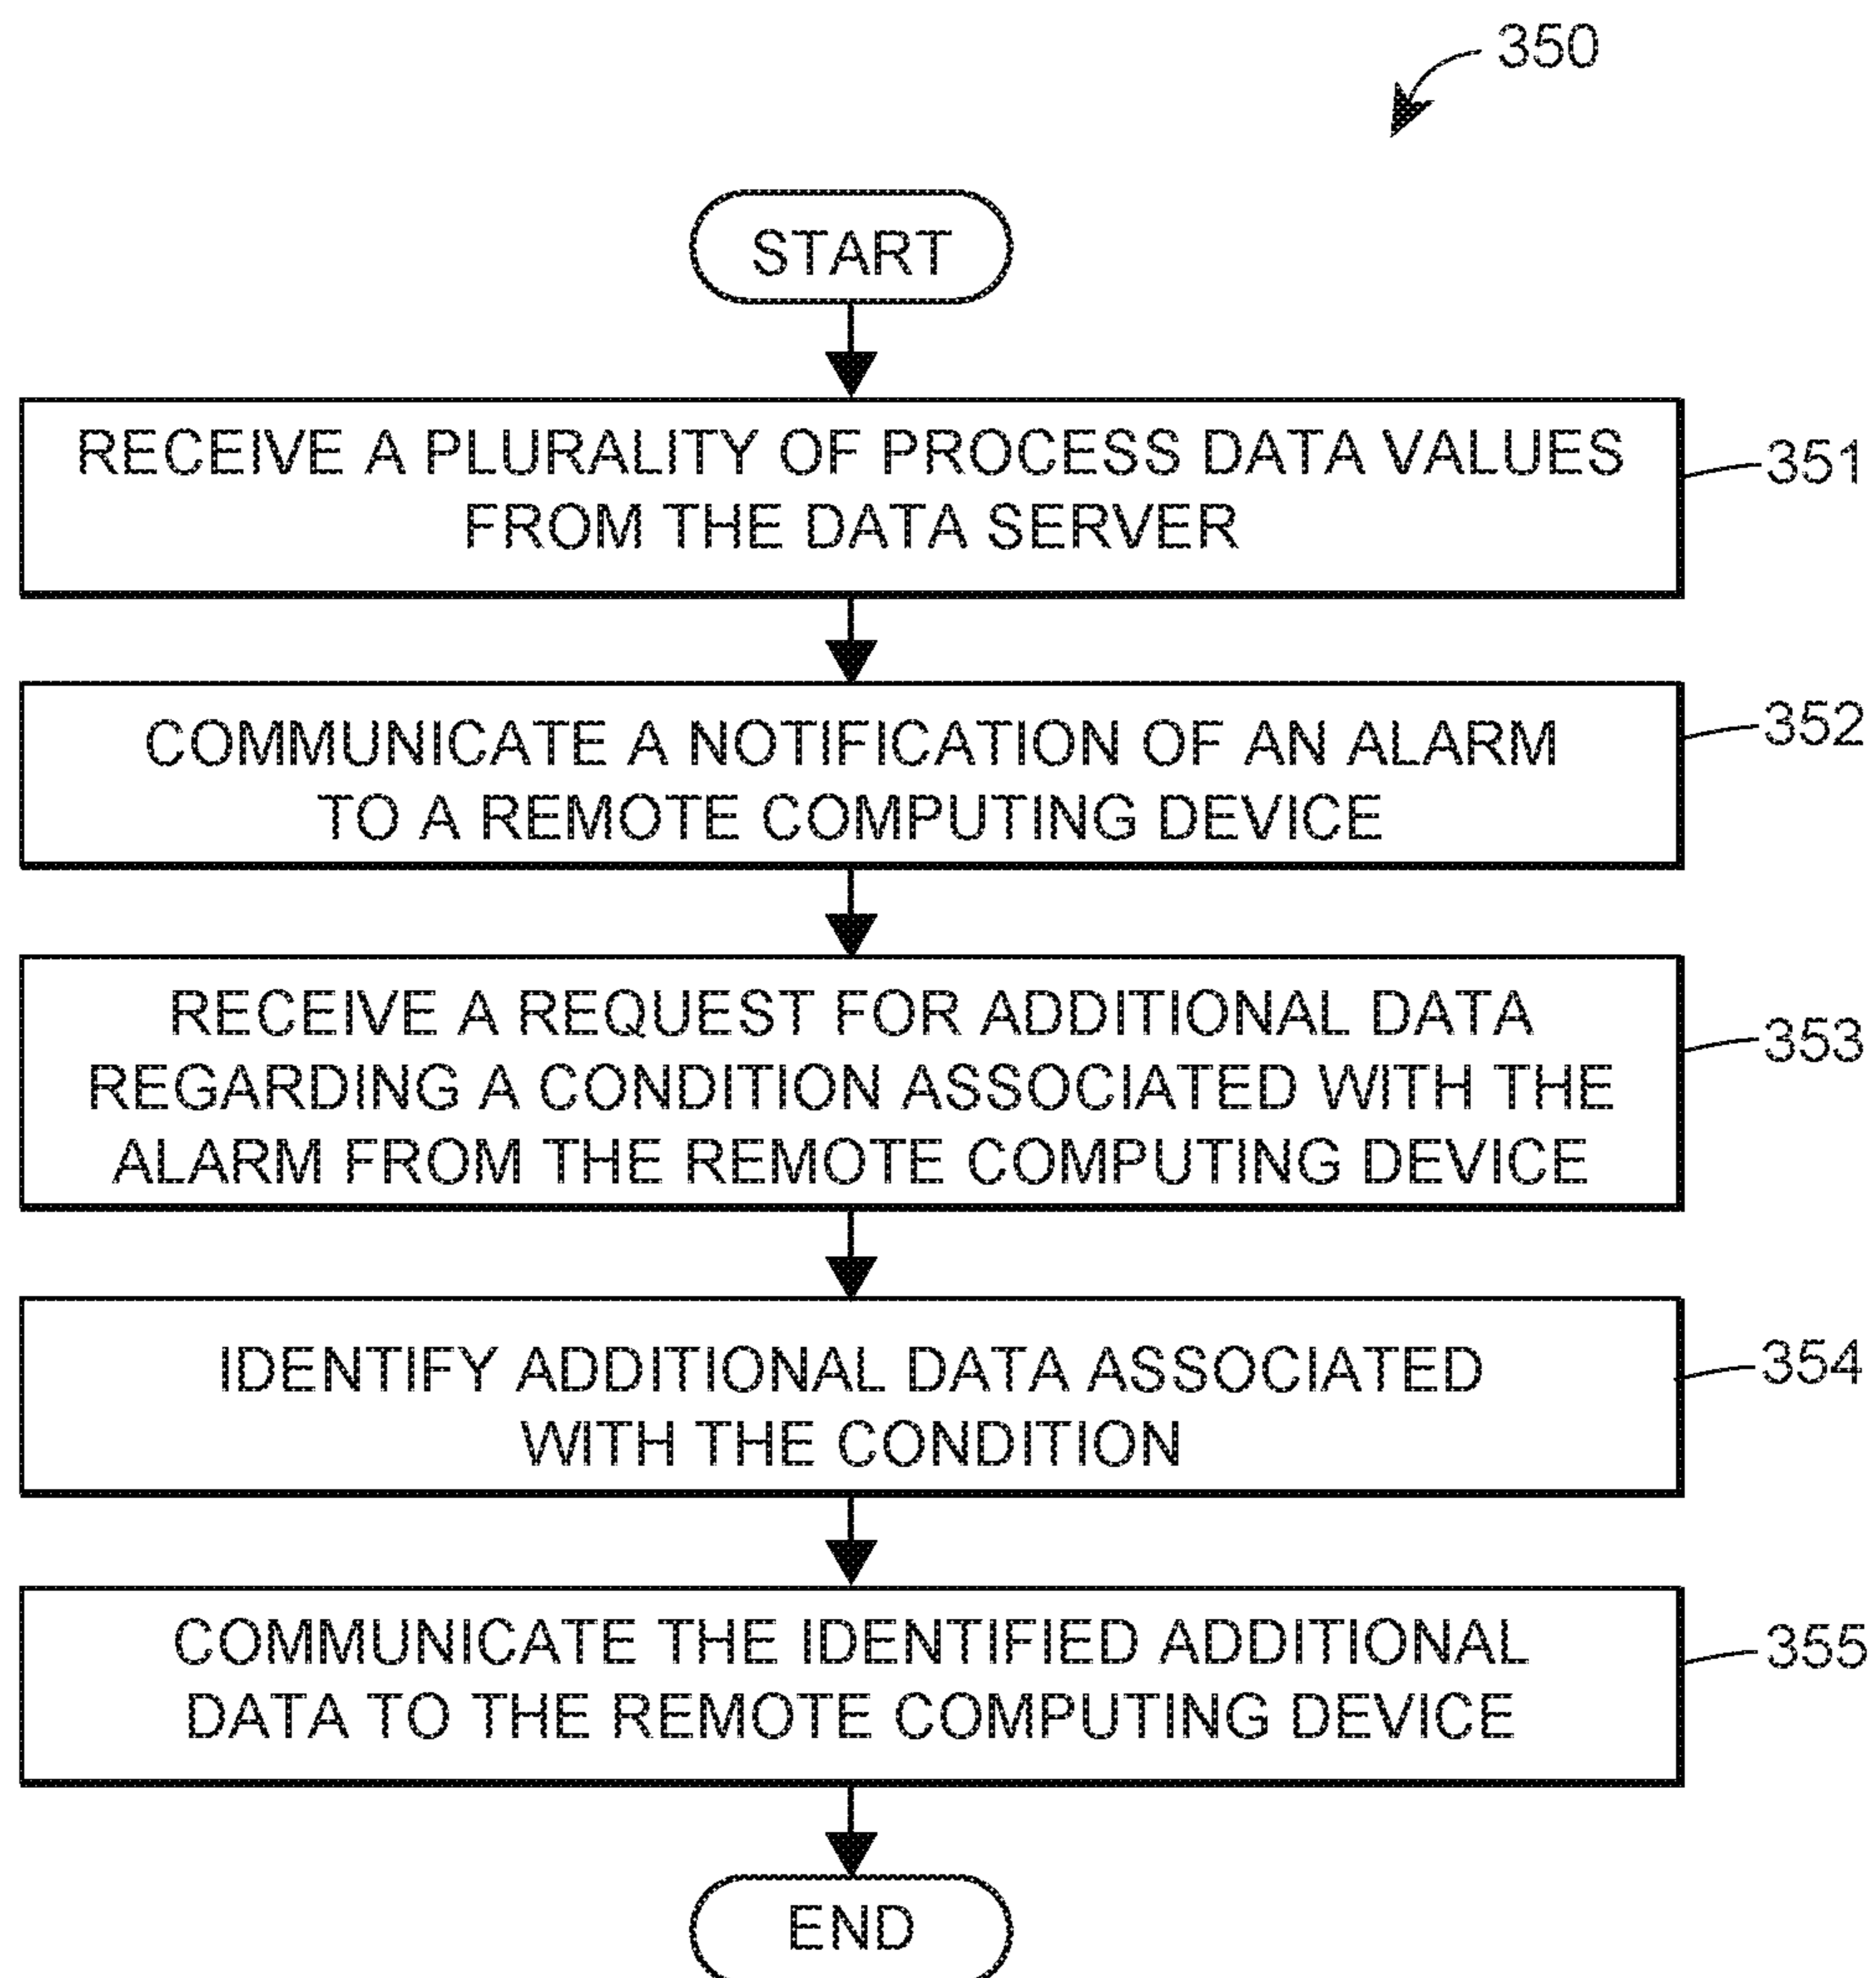 350
START
RECEIVE A PLURALITY OF PROCESS DATA VALUES
FROM THE DATA SERVER
351
COMMUNICATE A NOTIFICATION OF AN ALARM
TO A REMOTE COMPUTING DEVICE
352
RECEIVE A REQUEST FOR ADDITIONAL DATA
REGARDING A CONDITION ASSOCIATED WITH THE
ALARM FROM THE REMOTE COMPUTING DEVICE
353
IDENTIFY ADDITIONAL DATA ASSOCIATED
WITH THE CONDITION
354
COMMUNICATE THE IDENTIFIED ADDITIONAL
DATA TO THE REMOTE COMPUTING DEVICE
355
END